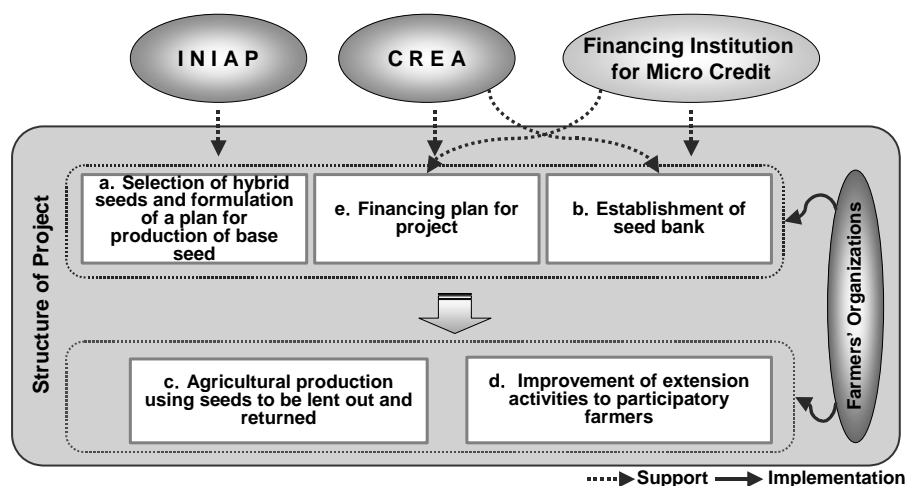 I N I A P
C R E A
Financing Institution
for Micro Credit
Structure of Project
a. Selection of hybrid
seeds and formulation
of a plan for
production of base
seed
e. Financing plan for
project
b. Establishment of
seed bank
Farmers' Organizations
c. Agricultural production
using seeds to be lent out and
returned
d. Improvement of extension
activities to participatory
farmers
Support
Implementation